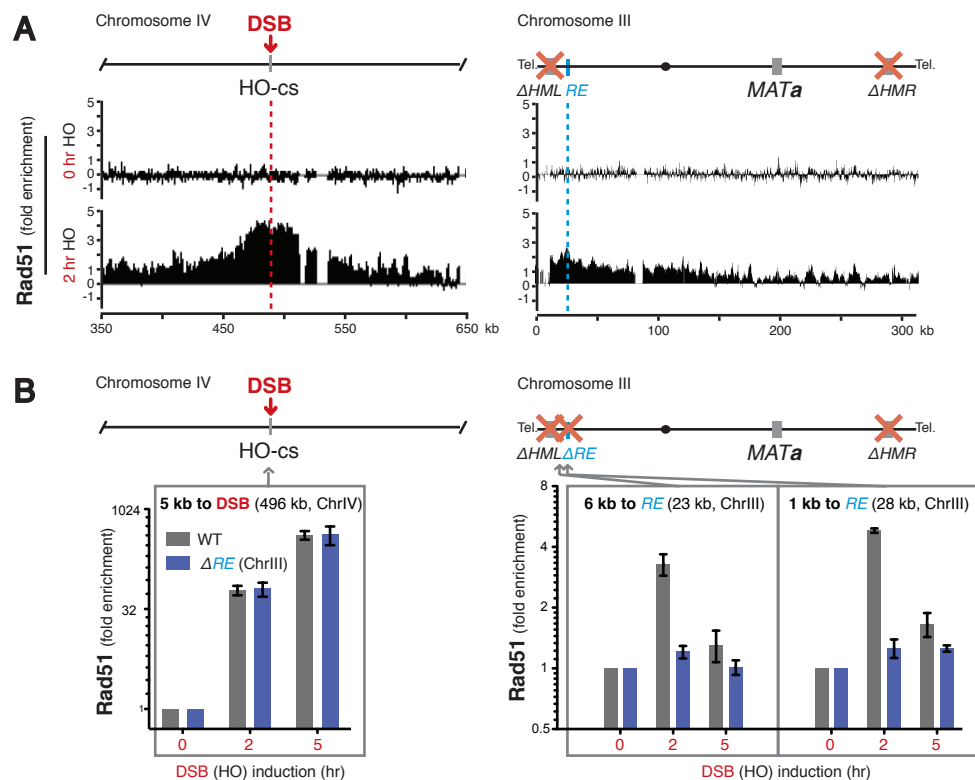 A
Chromosome IV
DSB
HO-cs
Chromosome III
Tel.
Tel.
ΔHML RE
MATa
ΔHMR
Rad51 (fold enrichment)
0 hr HO
5
3
1
0
-1
2 hr HO
5
3
1
0
-1
350 450 550 650 kb
5
3
1
0
-1
5
3
1
0
-1
0 100 200 300 kb
B
Chromosome IV
DSB
HO-cs
Chromosome III
Tel.
Tel.
ΔHML ΔRE
MATa
ΔHMR
5 kb to DSB (496 kb, ChrIV)
WT
ΔRE (ChrIII)
Rad51 (fold enrichment)
1024
32
1
0 2 5
DSB (HO) induction (hr)
6 kb to RE (23 kb, ChrIII)
1 kb to RE (28 kb, ChrIII)
Rad51 (fold enrichment)
8
4
2
1
0.5
0 2 5 0 2 5
DSB (HO) induction (hr)